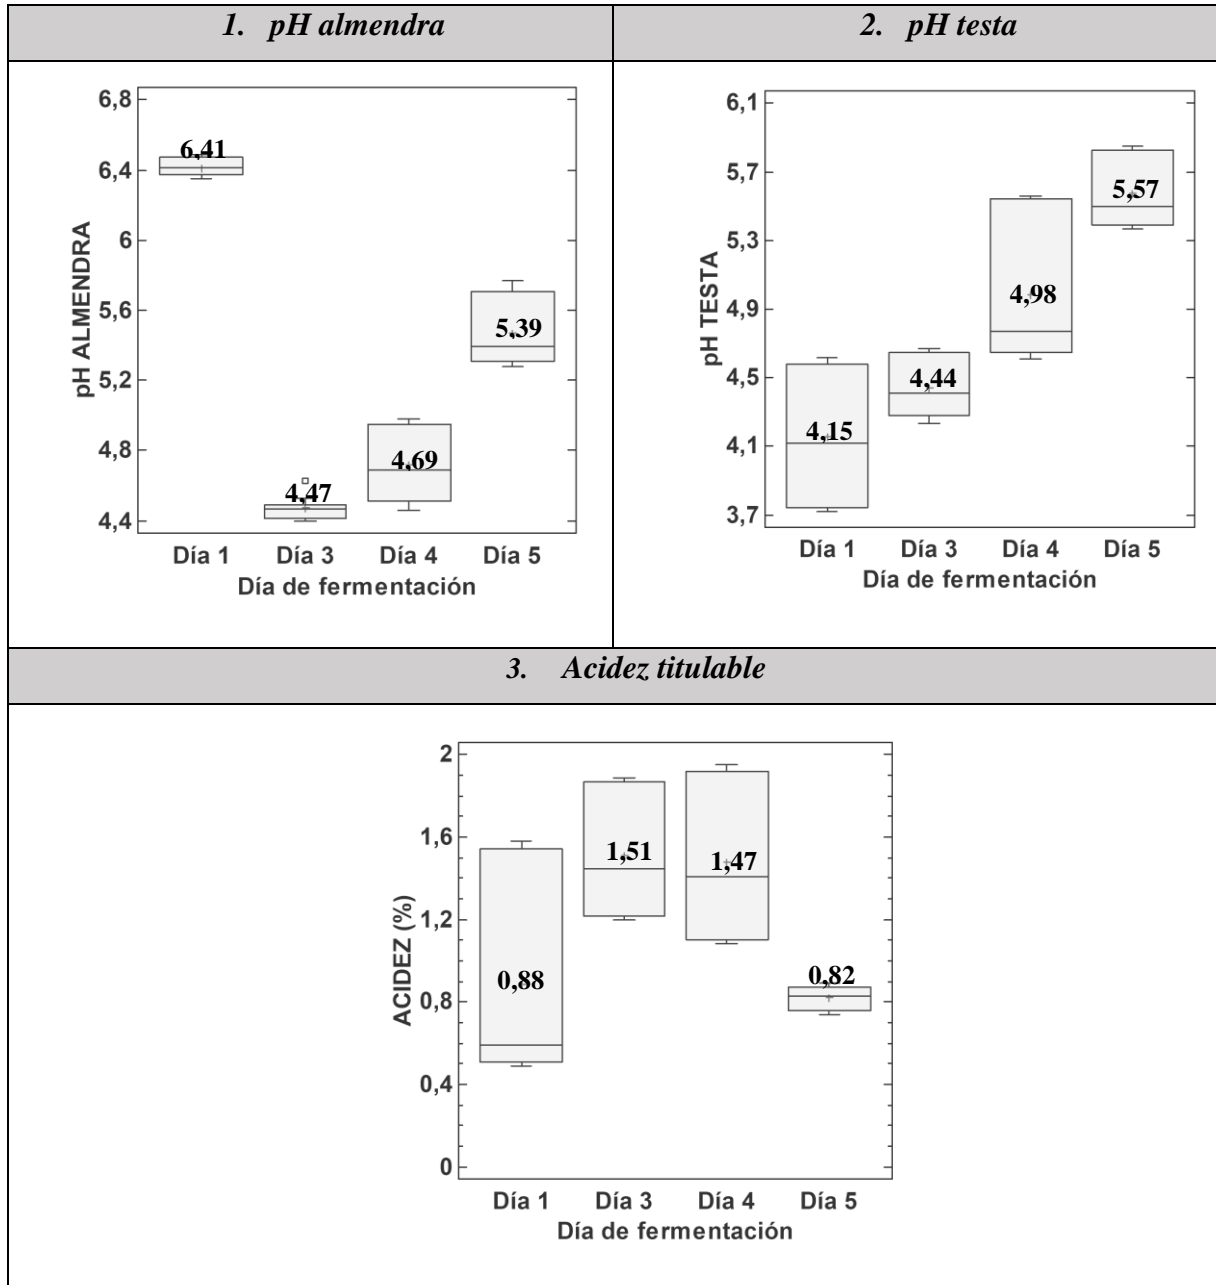 1. pH almendra
2. pH testa
6,8
6,4
6
5,6
5,2
4,8
4,4
pH ALMENDRA
6,41
4,47
4,69
5,39
Día 1 Día 3 Día 4 Día 5
Día de fermentación
6,1
5,7
5,3
4,9
4,5
4,1
3,7
pH TESTA
4,15
4,44
4,98
5,57
Día 1 Día 3 Día 4 Día 5
Día de fermentación
3. Acidez titulable
2
1,6
1,2
0,8
0,4
0
ACIDEZ (%)
0,88
1,51
1,47
0,82
Día 1 Día 3 Día 4 Día 5
Día de fermentación